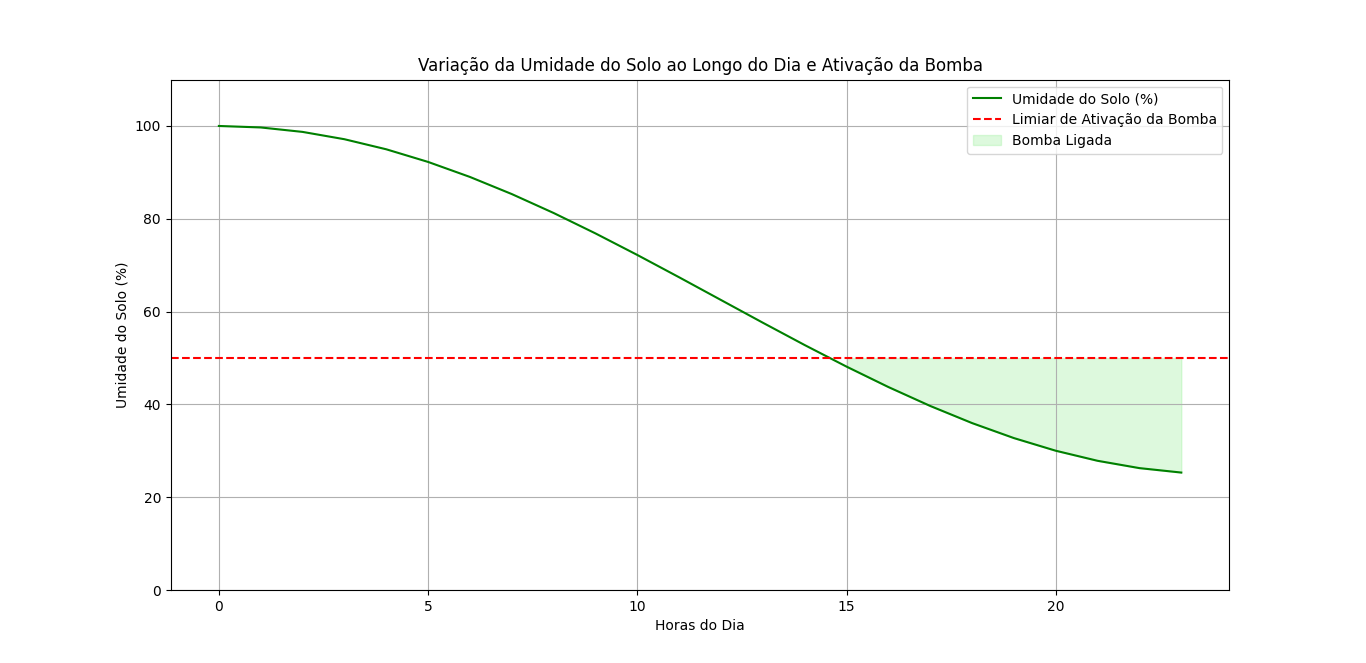 Variação da Umidade do Solo ao Longo do Dia e Ativação da Bomba
Umidade do Solo (%)
Limiar de Ativação da Bomba
Bomba Ligada
Umidade do Solo (%)
100
80
60
40
20
0
0 5 10 15 20
Horas do Dia